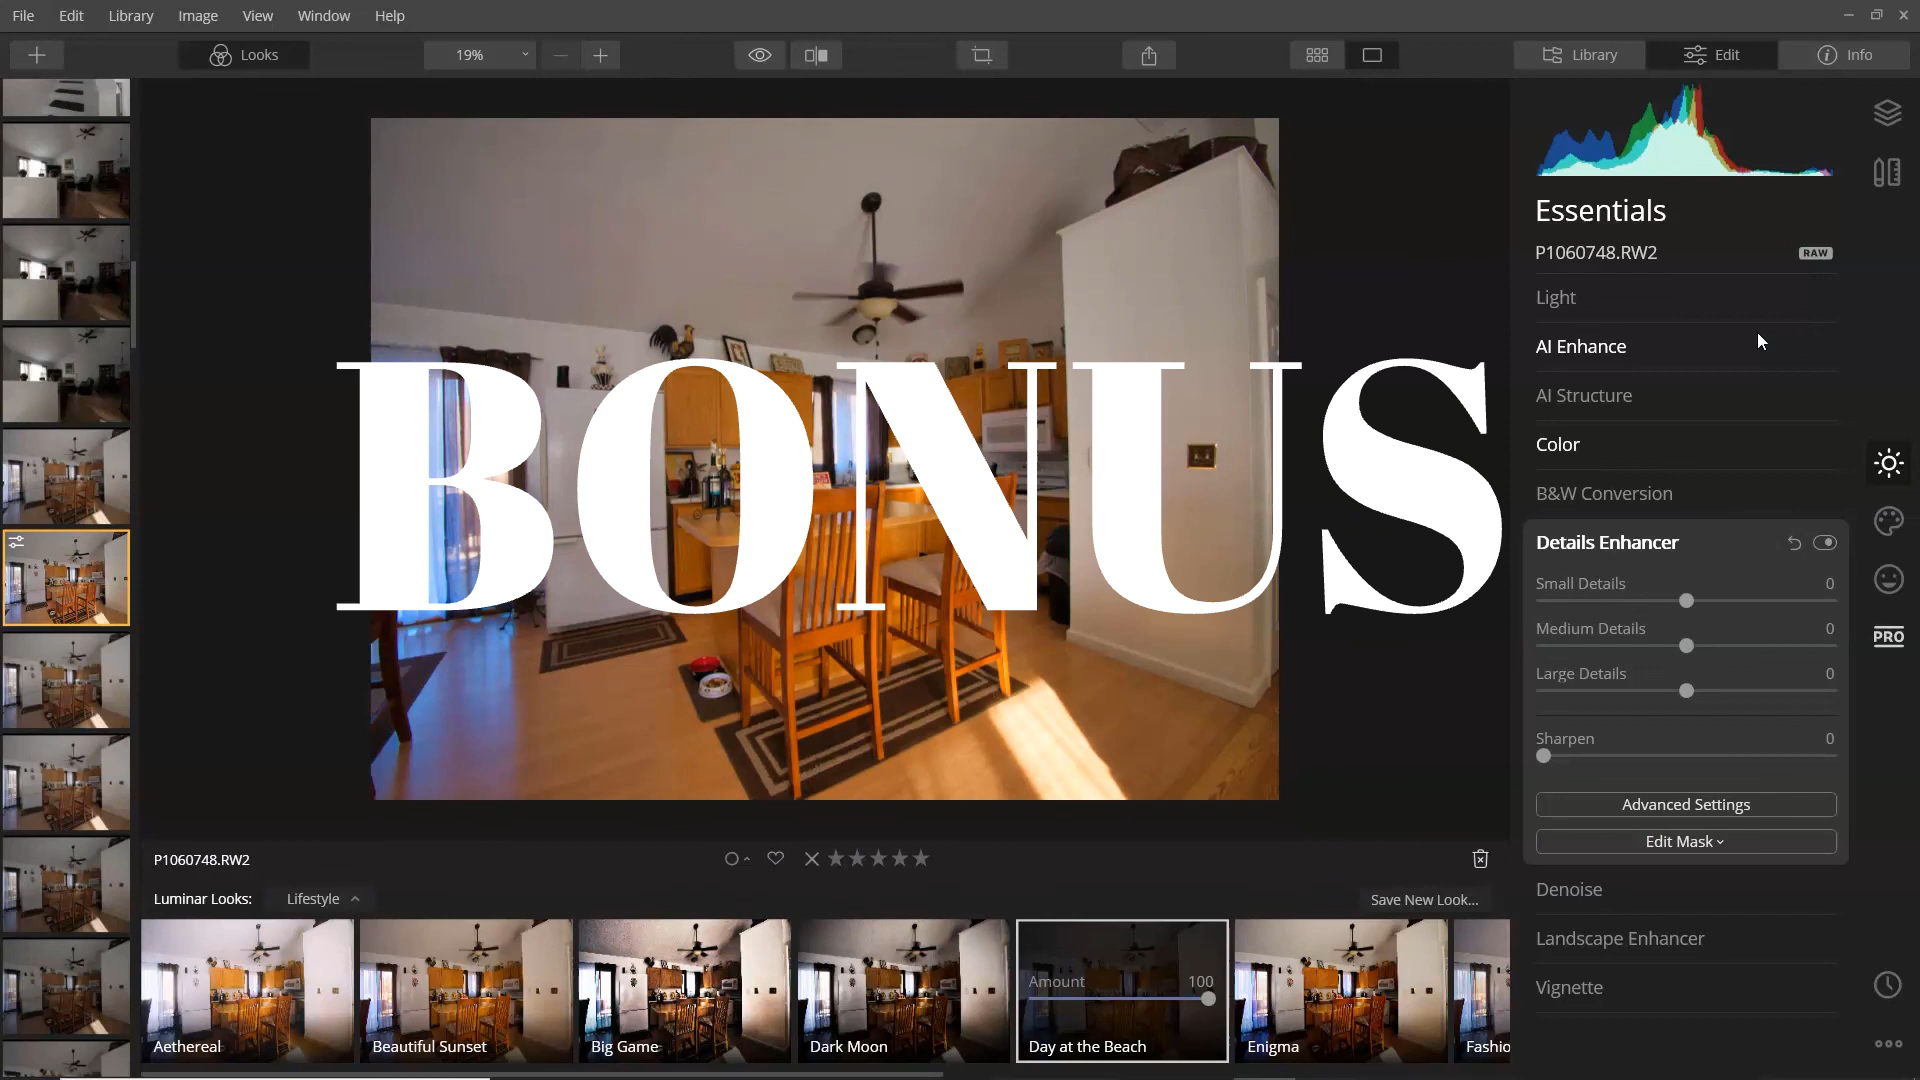 File Edit Library Image View Window Help
Looks 19% Library Edit Info
Essentials
P1060748.RW2 RAW
Light
AI Enhance
AI Structure
Color
B&W Conversion
Details Enhancer
Small Details 0
Medium Details 0
Large Details 0
Sharpen 0
Advanced Settings
Edit Mask
Denoise
Landscape Enhancer
Vignette
PRO
BONUS
P1060748.RW2
Luminar Looks: Lifestyle Save New Look...
Amount 100
Aethereal Beautiful Sunset Big Game Dark Moon Day at the Beach Enigma Fashio